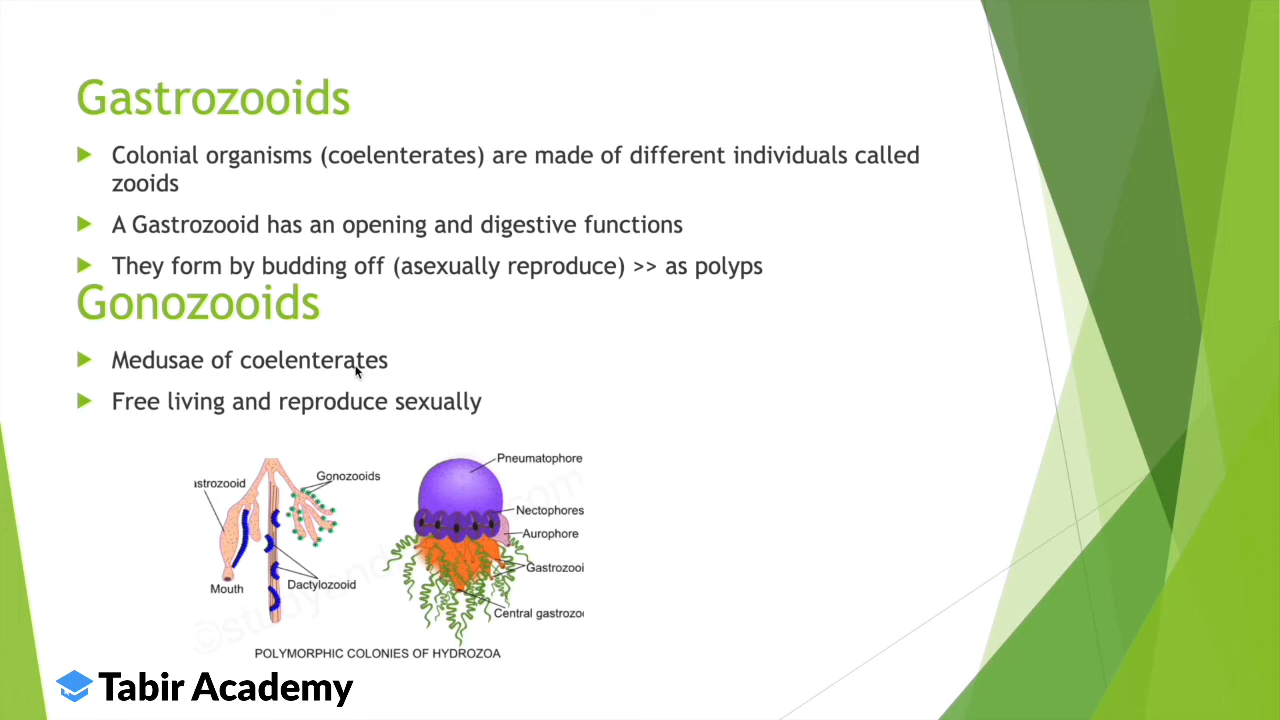 Gastrozooids
Colonial organisms (coelenterates) are made of different individuals called
zooids
A Gastrozooid has an opening and digestive functions
They form by budding off (asexually reproduce) >> as polyps
Gonozooids
Medusae of coelenterates
Free living and reproduce sexually
strozooid
Gonozooids
Mouth
Dactylozooid
Pneumatophore
Nectophores
Aurophore
Gastrozooi
Central gastrozoo
POLYMORPHIC COLONIES OF HYDROZOA
Tabir Academy